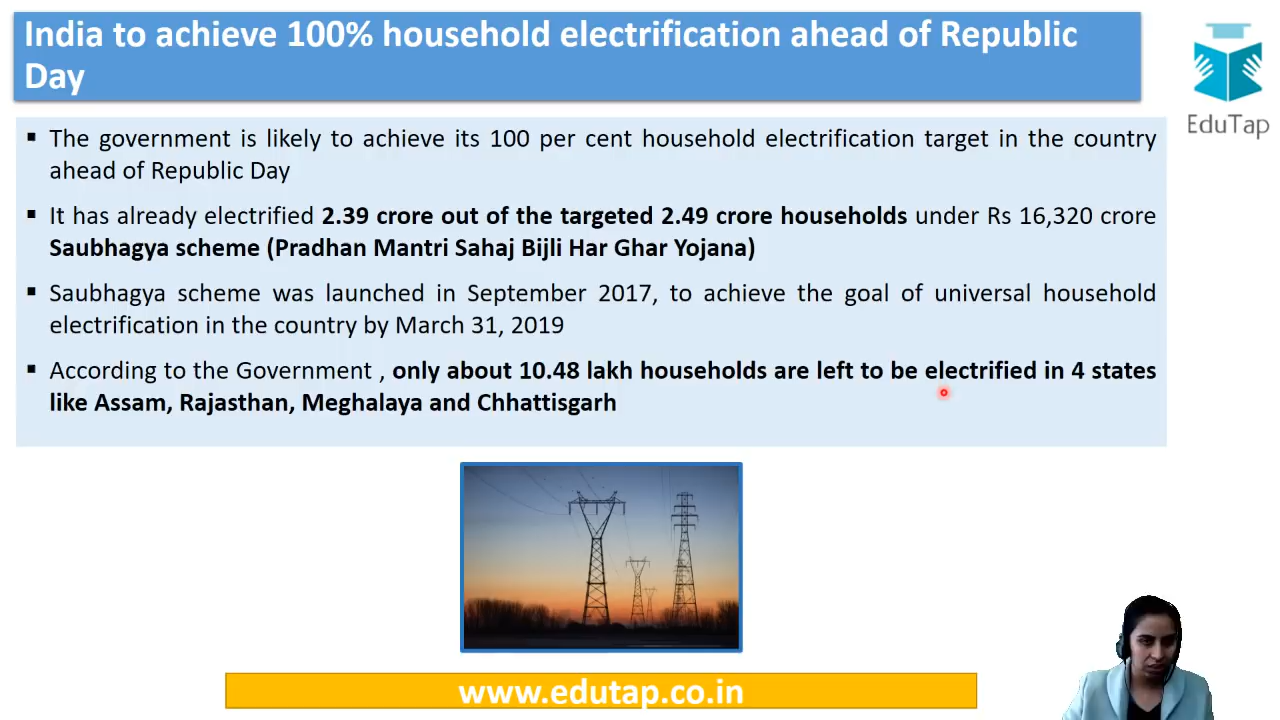 India to achieve 100% household electrification ahead of Republic
Day
EduTap
▪ The government is likely to achieve its 100 per cent household electrification target in the country
ahead of Republic Day
▪ It has already electrified 2.39 crore out of the targeted 2.49 crore households under Rs 16,320 crore
Saubhagya scheme (Pradhan Mantri Sahaj Bijli Har Ghar Yojana)
▪ Saubhagya scheme was launched in September 2017, to achieve the goal of universal household
electrification in the country by March 31, 2019
▪ According to the Government , only about 10.48 lakh households are left to be electrified in 4 states
like Assam, Rajasthan, Meghalaya and Chhattisgarh
www.edutap.co.in